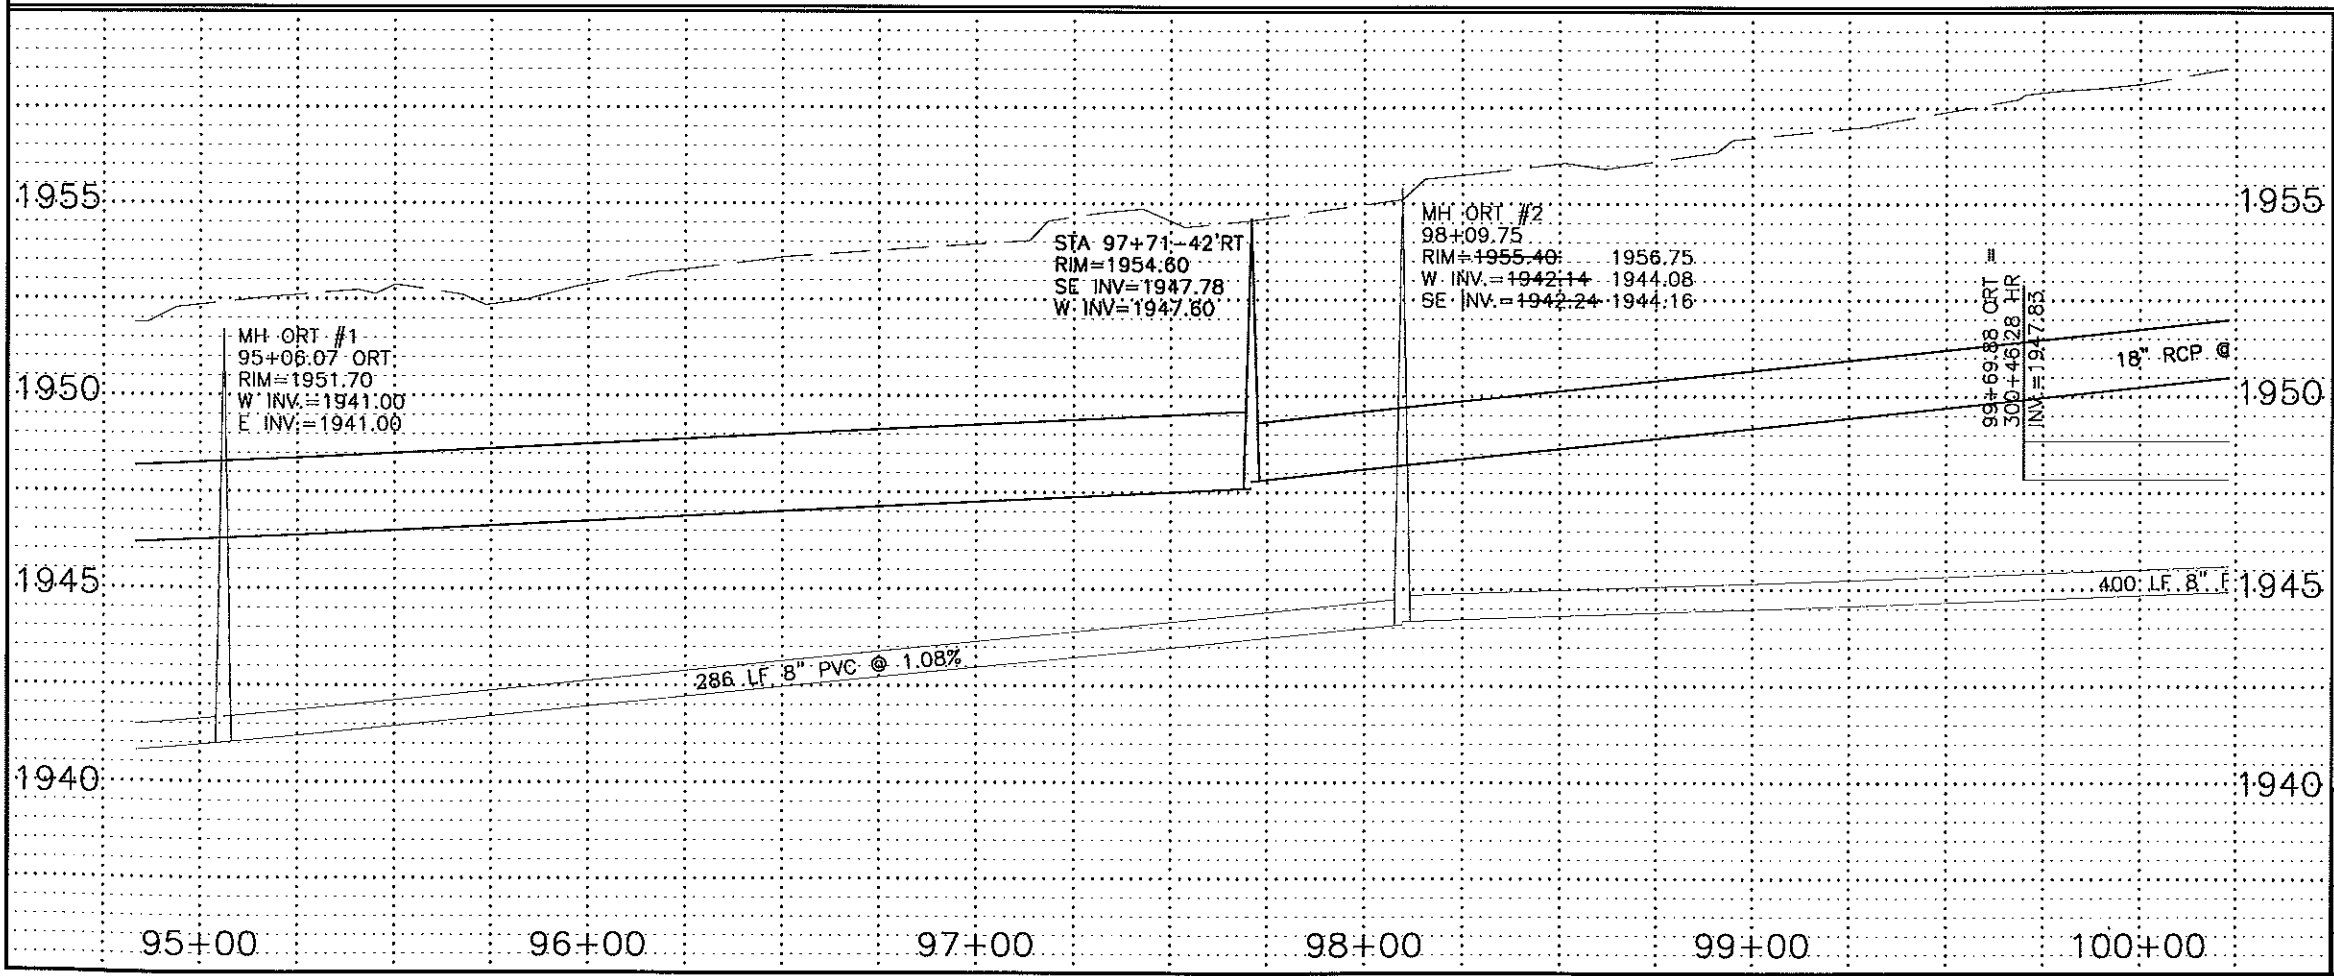 1955
1950
1945
1940
MH ORT #1
95+06.07 ORT
RIM=1951.70
W INV.=1941.00
E INV.=1941.00
STA 97+71-42'RT
RIM=1954.60
SE INV=1947.78
W INV=1947.60
MH ORT #2
98+09.75
RIM=1955.40 1956.75
W INV.=1942.14 1944.08
SE INV.=1942.24 1944.16
99+69.88 ORT =
300+46.28 HR
INV.=1947.83
18" RCP @
286 LF 8" PVC @ 1.08%
400 LF 8"
1955
1950
1945
1940
95+00 96+00 97+00 98+00 99+00 100+00